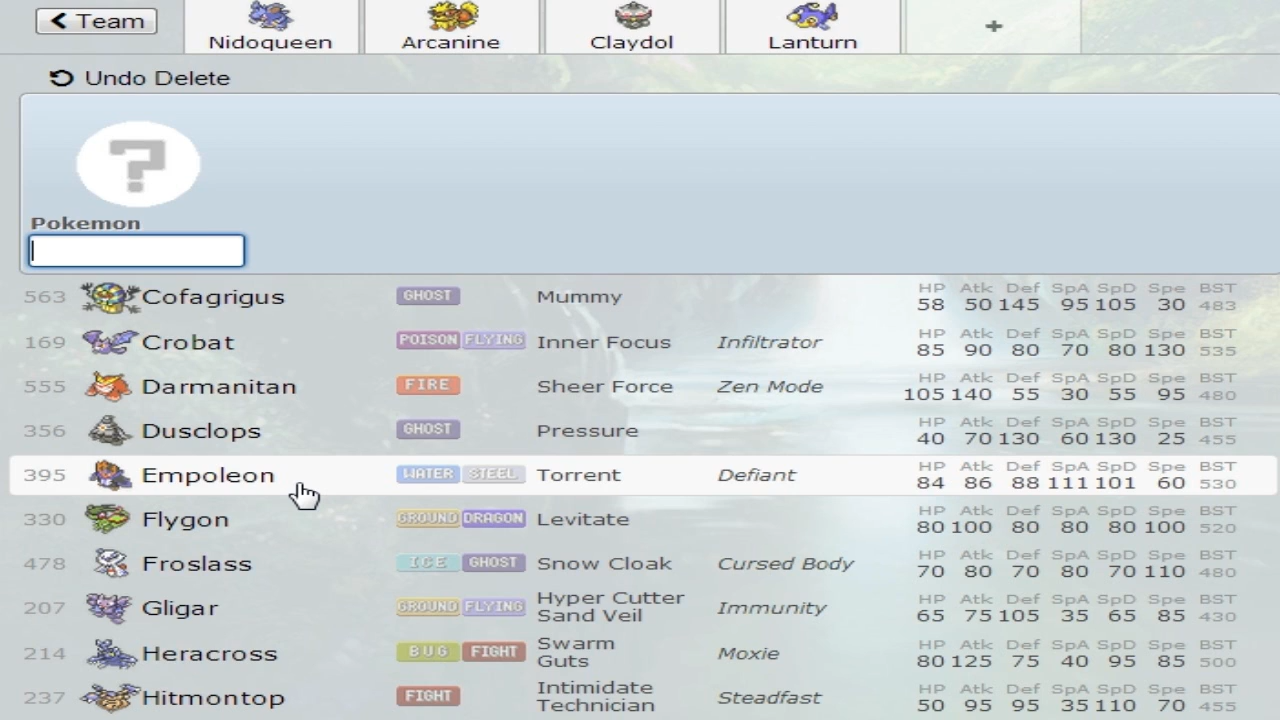 Team
Nidoqueen Arcanine Claydol Lanturn +
Undo Delete
?
Pokemon
563 Cofagrigus GHOST Mummy HP 58 Atk 50 Def 145 SpA 95 SpD 105 Spe 30 BST 483
169 Crobat POISON FLYING Inner Focus Infiltrator HP 85 Atk 90 Def 80 SpA 70 SpD 80 Spe 130 BST 535
555 Darmanitan FIRE Sheer Force Zen Mode HP 105 Atk 140 Def 55 SpA 30 SpD 55 Spe 95 BST 480
356 Dusclops GHOST Pressure HP 40 Atk 70 Def 130 SpA 60 SpD 130 Spe 25 BST 455
395 Empoleon WATER STEEL Torrent Defiant HP 84 Atk 86 Def 88 SpA 111 SpD 101 Spe 60 BST 530
330 Flygon GROUND DRAGON Levitate HP 80 Atk 100 Def 80 SpA 80 SpD 80 Spe 100 BST 520
478 Froslass ICE GHOST Snow Cloak Cursed Body HP 70 Atk 80 Def 70 SpA 80 SpD 70 Spe 110 BST 480
207 Gligar GROUND FLYING Hyper Cutter Sand Veil Immunity HP 65 Atk 75 Def 105 SpA 35 SpD 65 Spe 85 BST 430
214 Heracross BUG FIGHT Swarm Guts Moxie HP 80 Atk 125 Def 75 SpA 40 SpD 95 Spe 85 BST 500
237 Hitmontop FIGHT Intimidate Technician Steadfast HP 50 Atk 95 Def 95 SpA 35 SpD 110 Spe 70 BST 455